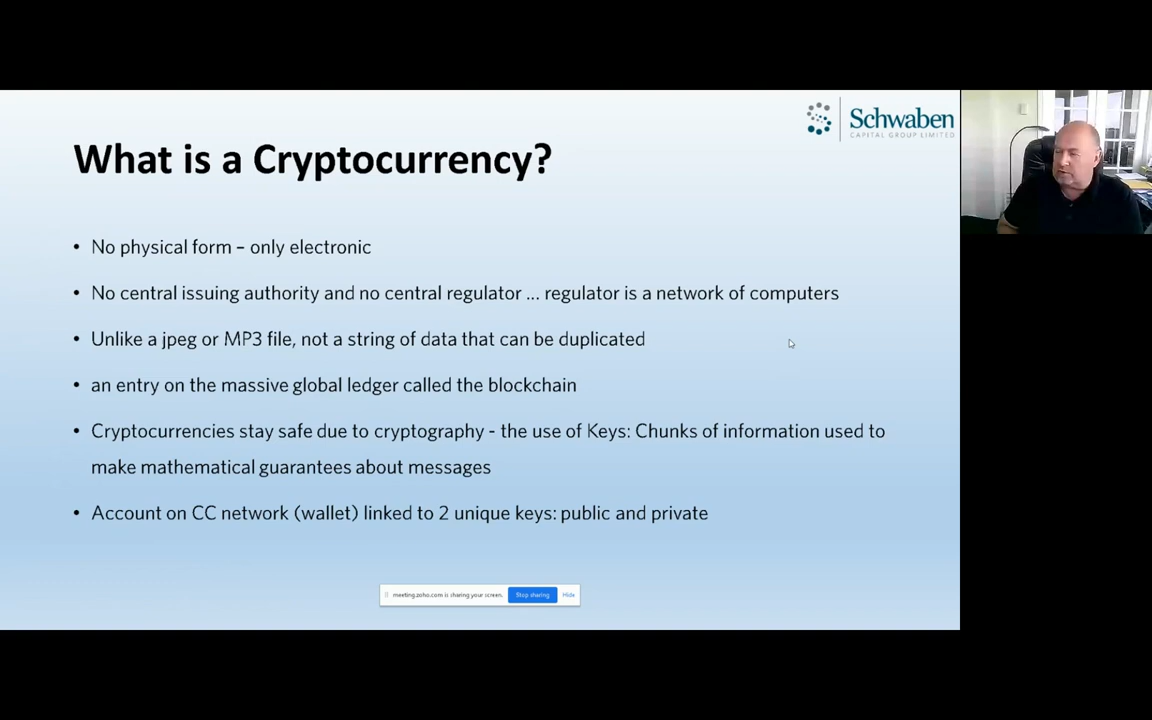 Schwaben
CAPITAL GROUP LIMITED
What is a Cryptocurrency?
• No physical form – only electronic
• No central issuing authority and no central regulator ... regulator is a network of computers
• Unlike a jpeg or MP3 file, not a string of data that can be duplicated
• an entry on the massive global ledger called the blockchain
• Cryptocurrencies stay safe due to cryptography - the use of Keys: Chunks of information used to
make mathematical guarantees about messages
• Account on CC network (wallet) linked to 2 unique keys: public and private
meeting.zoho.com is sharing your screen. Stop sharing Hide